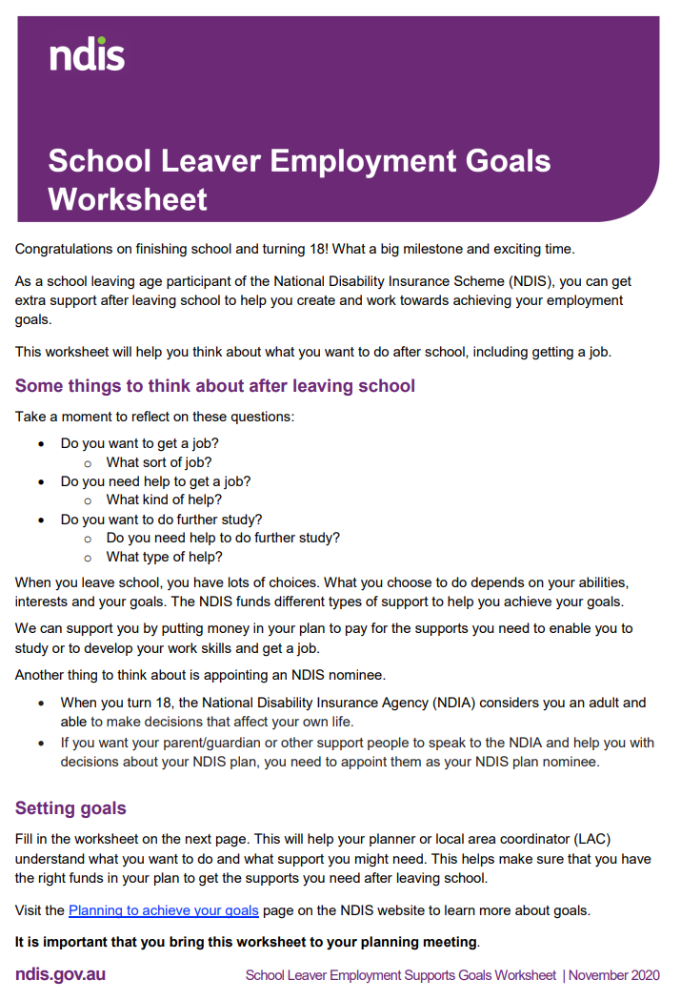 ndis
School Leaver Employment Goals
Worksheet
Congratulations on finishing school and turning 18! What a big milestone and exciting time.
As a school leaving age participant of the National Disability Insurance Scheme (NDIS), you can get
extra support after leaving school to help you create and work towards achieving your employment
goals.
This worksheet will help you think about what you want to do after school, including getting a job.
Some things to think about after leaving school
Take a moment to reflect on these questions:
• Do you want to get a job?
o What sort of job?
• Do you need help to get a job?
o What kind of help?
• Do you want to do further study?
o Do you need help to do further study?
o What type of help?
When you leave school, you have lots of choices. What you choose to do depends on your abilities,
interests and your goals. The NDIS funds different types of support to help you achieve your goals.
We can support you by putting money in your plan to pay for the supports you need to enable you to
study or to develop your work skills and get a job.
Another thing to think about is appointing an NDIS nominee.
• When you turn 18, the National Disability Insurance Agency (NDIA) considers you an adult and
able to make decisions that affect your own life.
• If you want your parent/guardian or other support people to speak to the NDIA and help you with
decisions about your NDIS plan, you need to appoint them as your NDIS plan nominee.
Setting goals
Fill in the worksheet on the next page. This will help your planner or local area coordinator (LAC)
understand what you want to do and what support you might need. This helps make sure that you have
the right funds in your plan to get the supports you need after leaving school.
Visit the Planning to achieve your goals page on the NDIS website to learn more about goals.
It is important that you bring this worksheet to your planning meeting.
ndis.gov.au School Leaver Employment Supports Goals Worksheet | November 2020